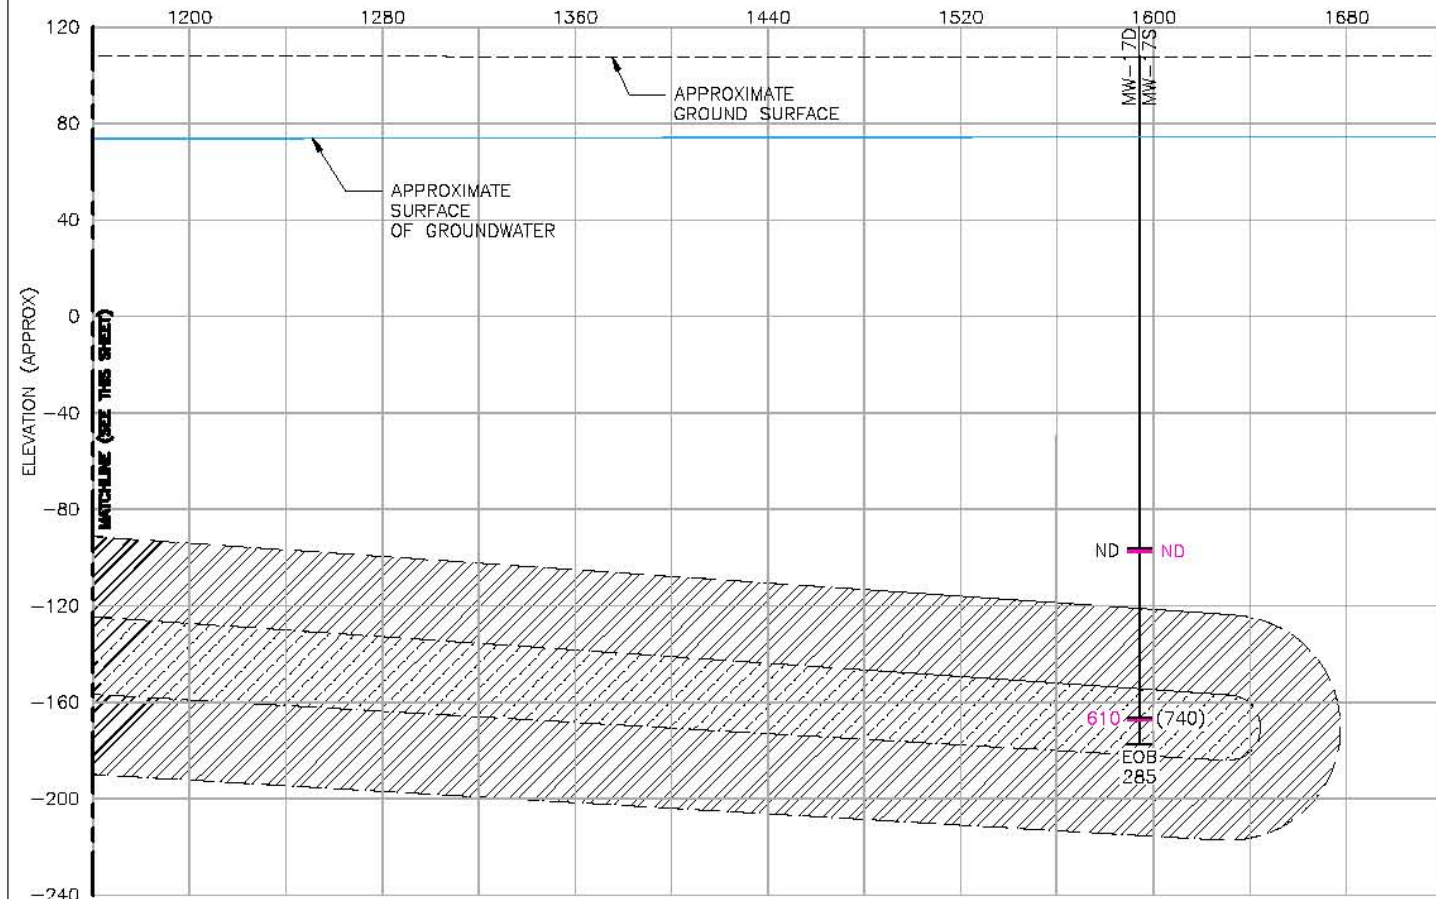 1200 1280 1360 1440 1520 1600 1680
120
MW-17D
MW-17S
APPROXIMATE
GROUND SURFACE
80
APPROXIMATE
SURFACE
OF GROUNDWATER
40
0
ELEVATION (APPROX)
MATCHLINE (SEE THIS SHEET)
-40
-80
ND ND
-120
-160
610 (740)
EOB
285
-200
-240